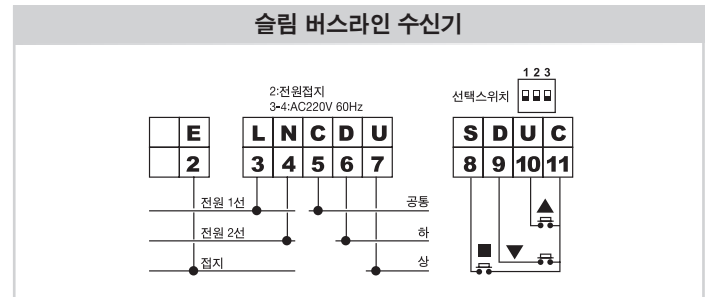 슬림 버스라인 수신기
1 2 3
2:전원접지
선택스위치
3-4:AC220V 60Hz
E L N C D U S D U C
2 3 4 5 6 7 8 9 10 11
전원 1선 공통
전원 2선 하
접지 상